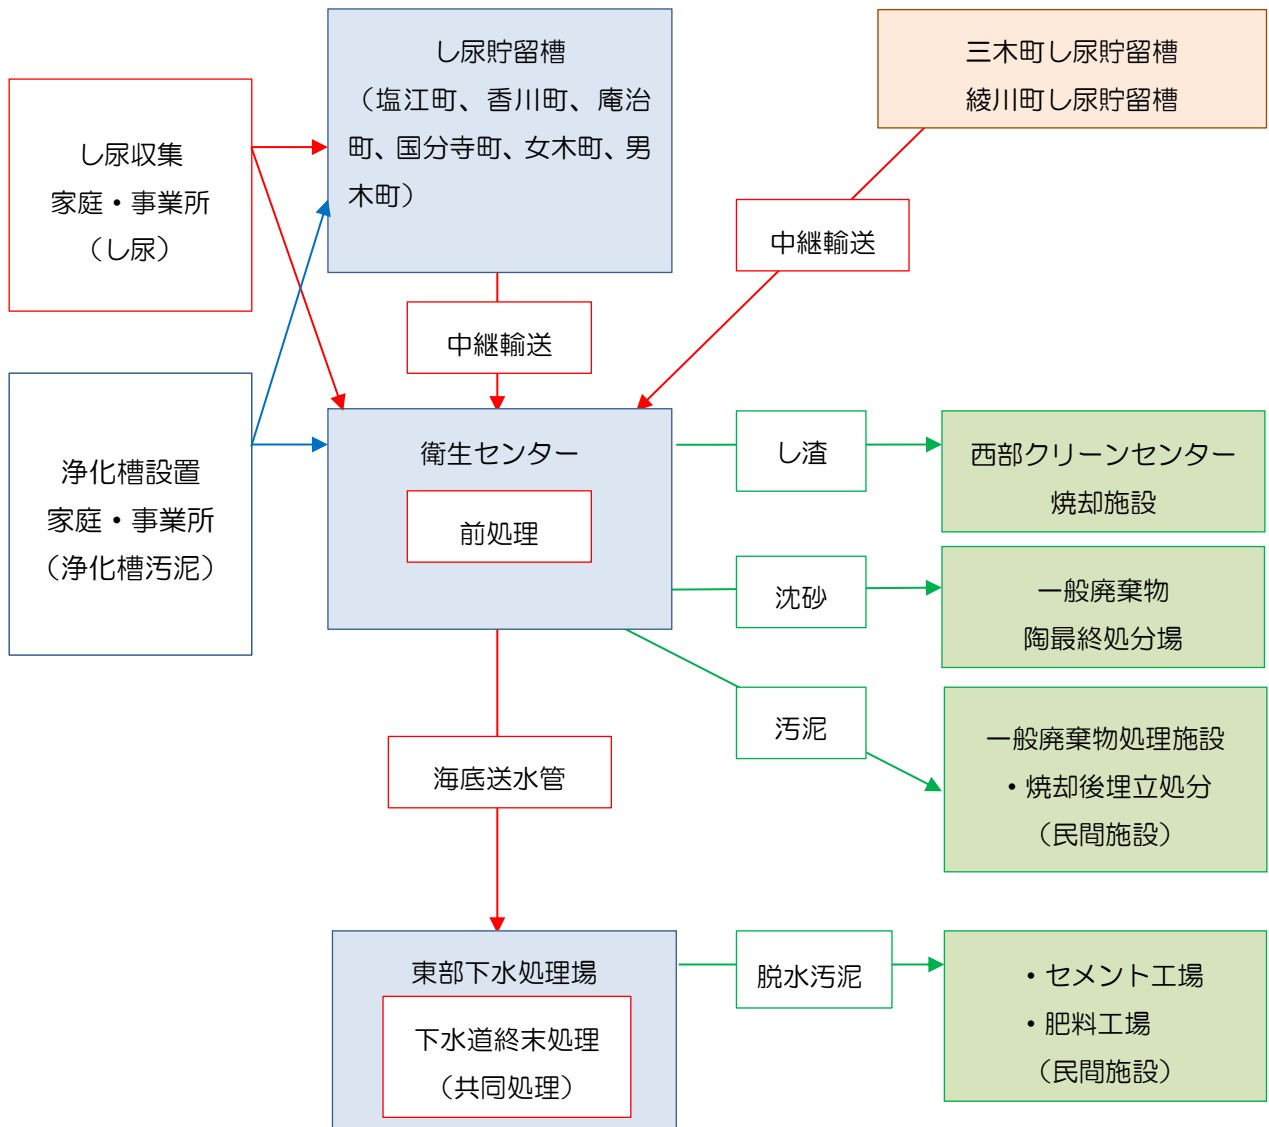 し尿貯留槽
（塩江町、香川町、庵治
町、国分寺町、女木町、男
木町）
三木町し尿貯留槽
綾川町し尿貯留槽
し尿収集
家庭・事業所
（し尿）
中継輸送
中継輸送
浄化槽設置
家庭・事業所
（浄化槽汚泥）
衛生センター
前処理
し渣
西部クリーンセンター
焼却施設
沈砂
一般廃棄物
陶最終処分場
汚泥
一般廃棄物処理施設
・焼却後埋立処分
（民間施設）
海底送水管
東部下水処理場
下水道終末処理
（共同処理）
脱水汚泥
・セメント工場
・肥料工場
（民間施設）